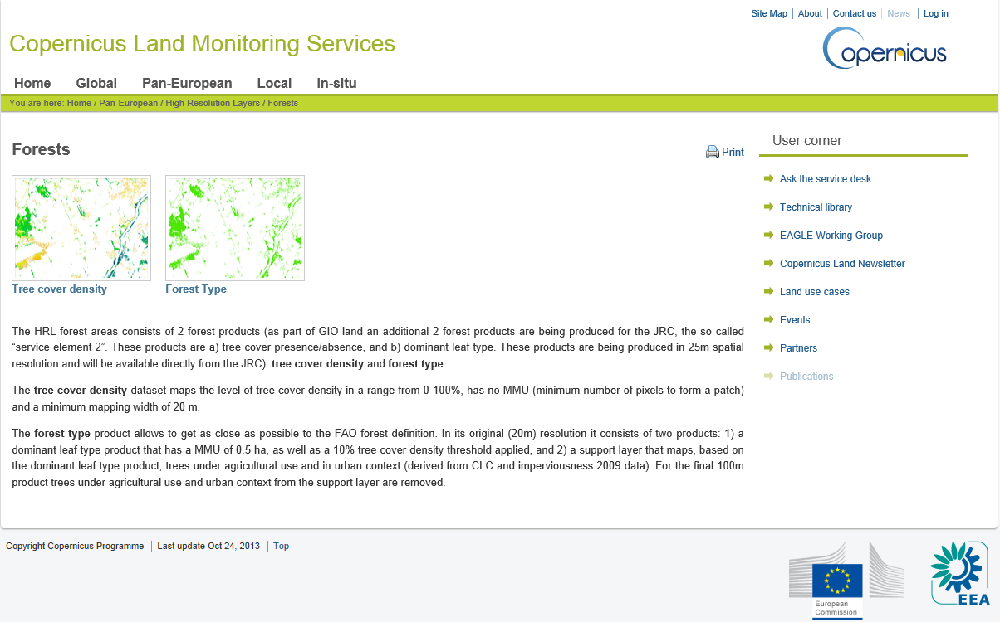 Site Map About Contact us News Log in
Copernicus Land Monitoring Services
opernicus
Home Global Pan-European Local In-situ
You are here: Home / Pan-European / High Resolution Layers / Forests
Forests
Print
Tree cover density Forest Type
The HRL forest areas consists of 2 forest products (as part of GIO land an additional 2 forest products are being produced for the JRC, the so called
“service element 2”. These products are a) tree cover presence/absence, and b) dominant leaf type. These products are being produced in 25m spatial
resolution and will be available directly from the JRC): tree cover density and forest type.
The tree cover density dataset maps the level of tree cover density in a range from 0-100%, has no MMU (minimum number of pixels to form a patch)
and a minimum mapping width of 20 m.
The forest type product allows to get as close as possible to the FAO forest definition. In its original (20m) resolution it consists of two products: 1) a
dominant leaf type product that has a MMU of 0.5 ha, as well as a 10% tree cover density threshold applied, and 2) a support layer that maps, based on
the dominant leaf type product, trees under agricultural use and in urban context (derived from CLC and imperviousness 2009 data). For the final 100m
product trees under agricultural use and urban context from the support layer are removed.
User corner
Ask the service desk
Technical library
EAGLE Working Group
Copernicus Land Newsletter
Land use cases
Events
Partners
Publications
Copyright Copernicus Programme Last update Oct 24, 2013 Top
European
Commission
EEA